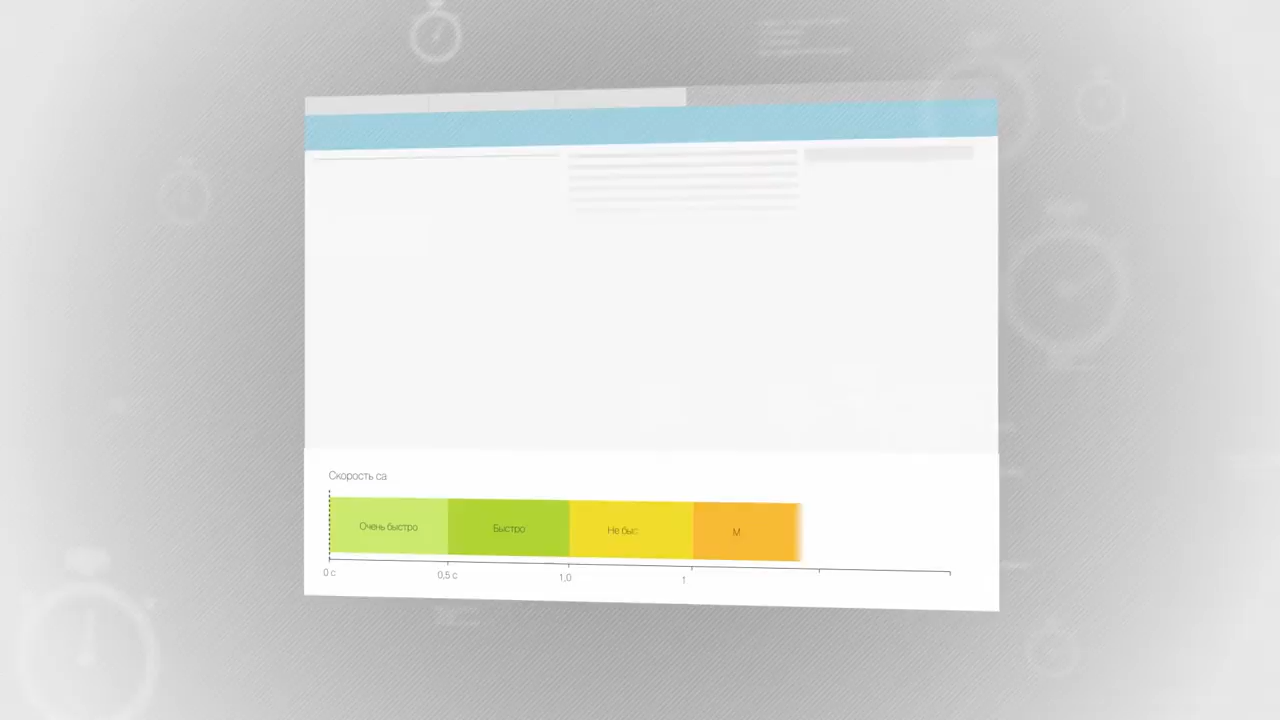 Скорость са
Очень быстро
Быстро
Не быс
М
0 с
0,5 с
1,0
1